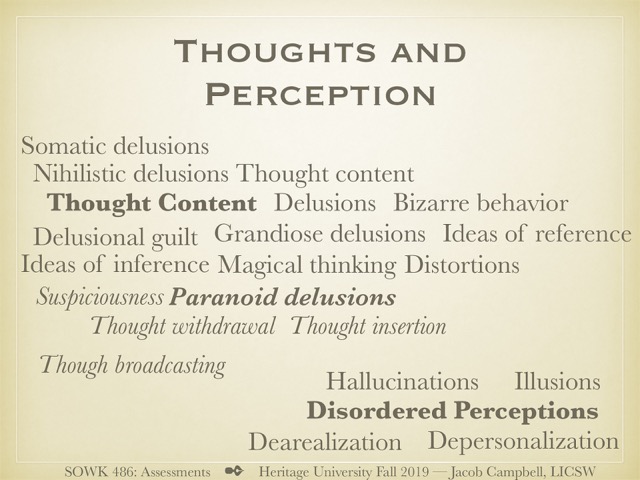 Thoughts and
Perception
Somatic delusions
Nihilistic delusions Thought content
Thought Content Delusions Bizarre behavior
Delusional guilt Grandiose delusions Ideas of reference
Ideas of inference Magical thinking Distortions
Suspiciousness Paranoid delusions
Thought withdrawal Thought insertion
Though broadcasting
Hallucinations Illusions
Disordered Perceptions
Dearealization Depersonalization
SOWK 486: Assessments Heritage University Fall 2019 — Jacob Campbell, LICSW